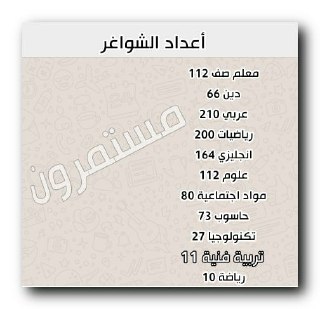 أعداد الشواغر
معلم صف 112
دين 66
عربي 210
رياضيات 200
انجليزي 164
علوم 112
مواد اجتماعية 80
حاسوب 73
تكنولوجيا 27
تربية فنية 11
رياضة 10
مستمرون